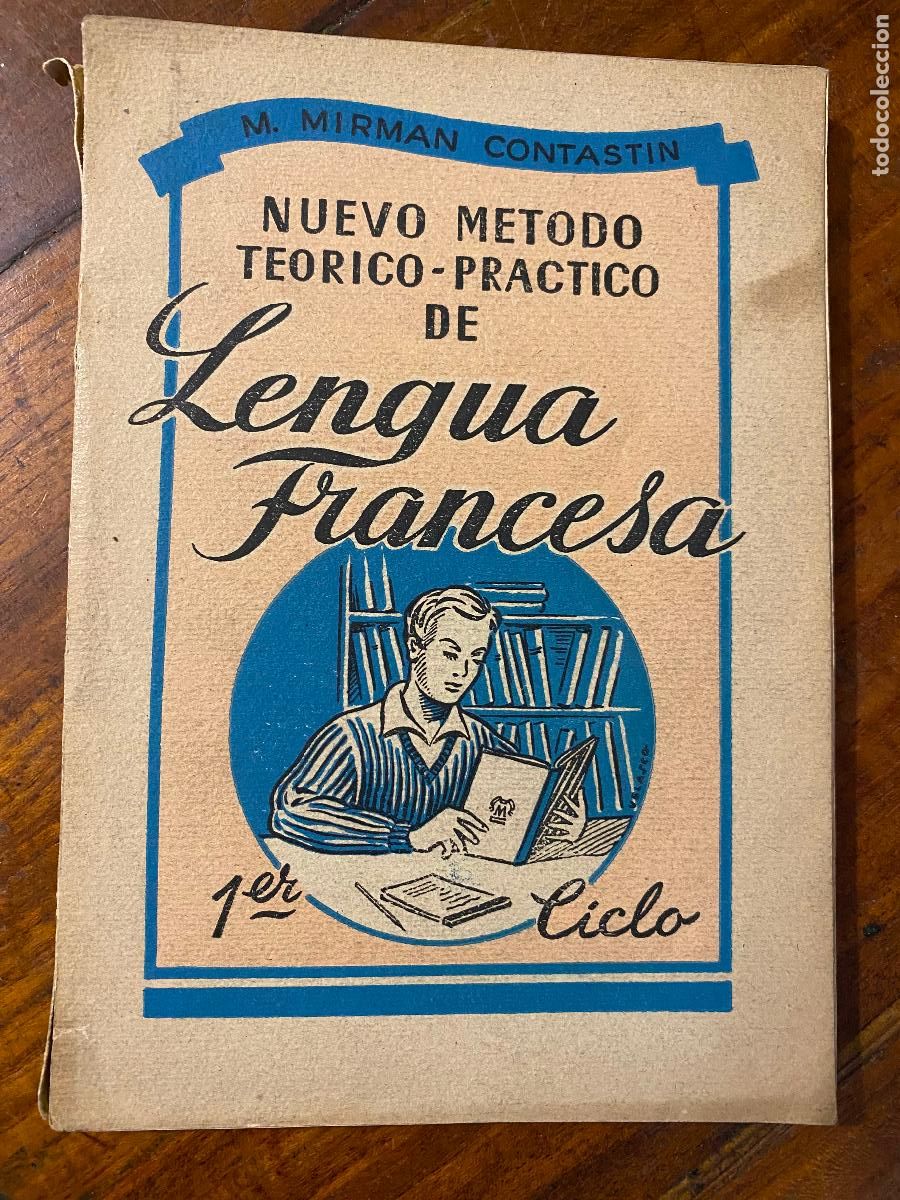 M. MIRMAN CONTASTIN
NUEVO METODO
TEORICO-PRACTICO
DE
Lengua
Francesa
M
1er Ciclo
todocoleccion